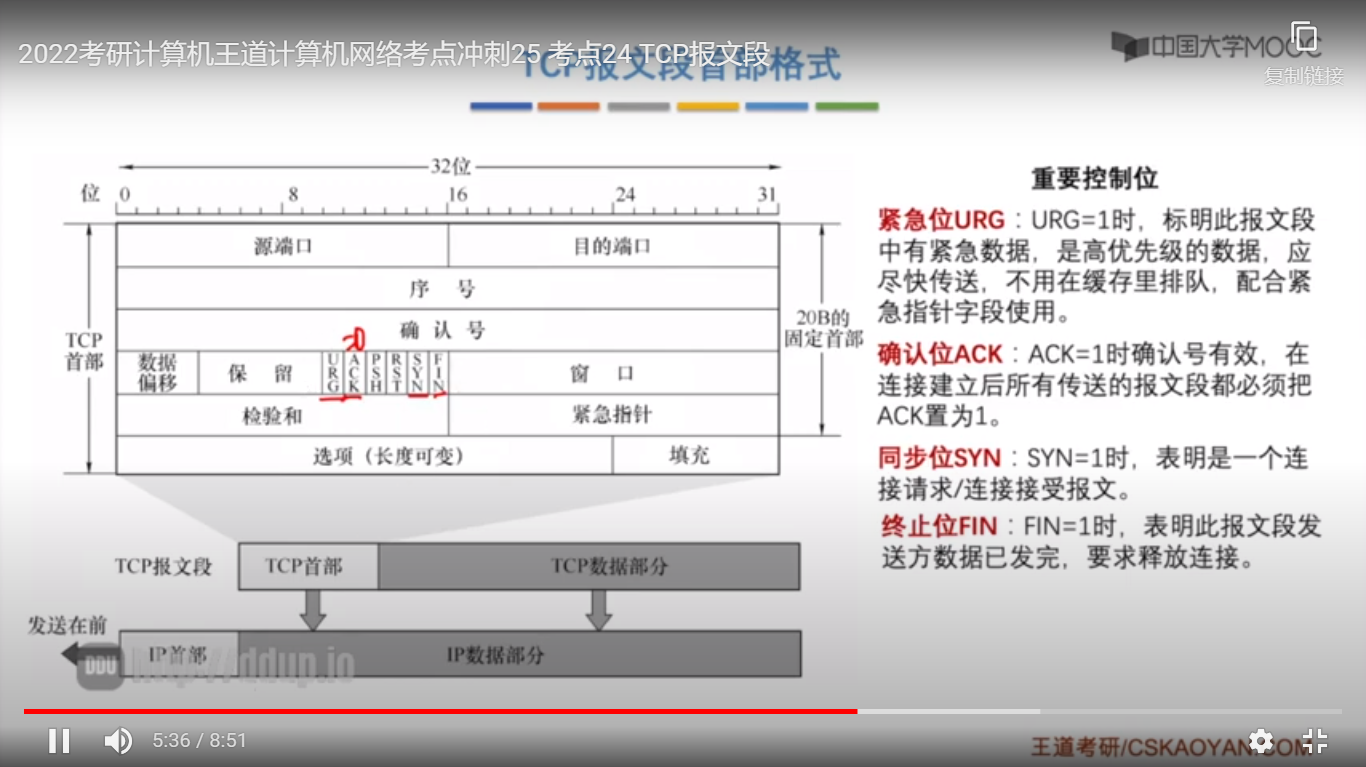 2022考研计算机王道计算机网络考点冲刺25 考点24 TCP报文段
TCP报文段首部格式
中国大学MOOC
复制链接
32位
位 0 8 16 24 31
源端口 目的端口
序 号
确 认 号
TCP
首部
20B的
固定首部
数据
偏移
保 留
URG
ACK
PSH
RST
SYN
FIN
窗 口
检验和 紧急指针
选项（长度可变） 填充
TCP报文段 TCP首部 TCP数据部分
发送在前
IP首部 IP数据部分
DDU http://ddup.io
重要控制位
紧急位URG：URG=1时，标明此报文段
中有紧急数据，是高优先级的数据，应
尽快传送，不用在缓存里排队，配合紧
急指针字段使用。
确认位ACK：ACK=1时确认号有效，在
连接建立后所有传送的报文段都必须把
ACK置为1。
同步位SYN：SYN=1时，表明是一个连
接请求/连接接受报文。
终止位FIN：FIN=1时，表明此报文段发
送方数据已发完，要求释放连接。
5:36 / 8:51
王道考研/CSKAOYAN.COM